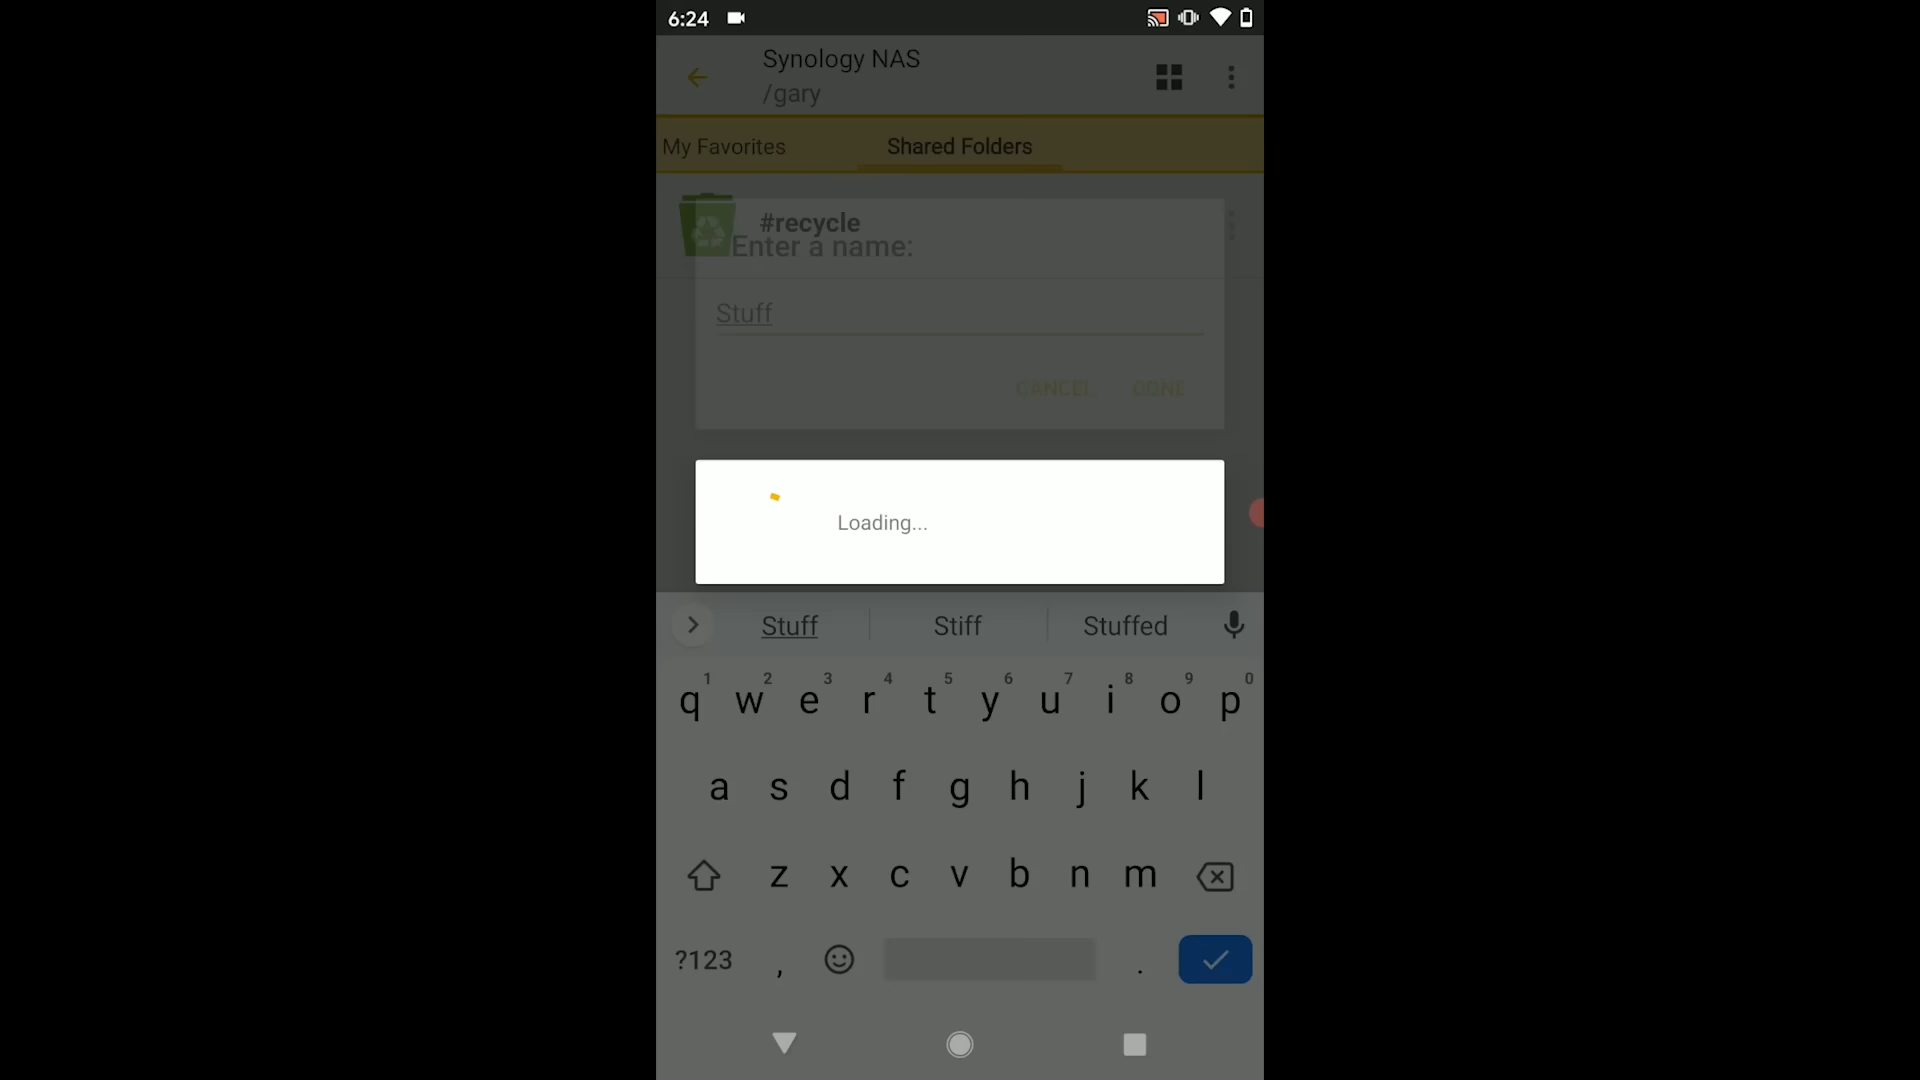 6:24
Synology NAS
/gary
My Favorites
Shared Folders
#recycle
Enter a name:
Stuff
CANCEL
DONE
Loading...
Stuff
Stiff
Stuffed
1 2 3 4 5 6 7 8 9 0
q w e r t y u i o p
a s d f g h j k l
z x c v b n m
?123 , .